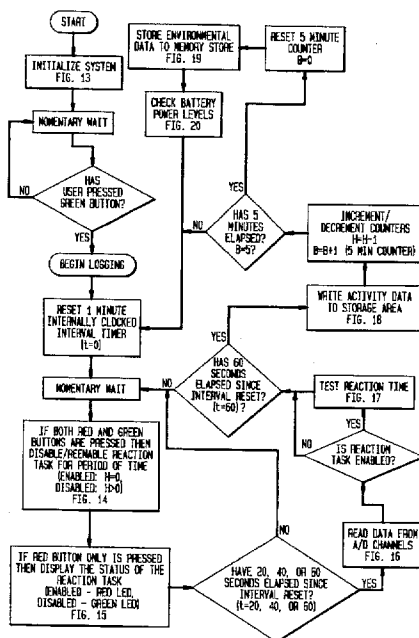 START
INITIALIZE SYSTEM
FIG. 13
MOMENTARY WAIT
HAS
USER PRESSED
GREEN BUTTON?
NO
YES
BEGIN LOGGING
RESET 1 MINUTE
INTERNALLY CLOCKED
INTERVAL TIMER
(t=0)
MOMENTARY WAIT
IF BOTH RED AND GREEN
BUTTONS ARE PRESSED THEN
DISABLE/REENABLE REACTION
TASK FOR PERIOD OF TIME
(ENABLED: H=0,
DISABLED: H>0)
FIG. 14
IF RED BUTTON ONLY IS PRESSED
THEN DISPLAY THE STATUS OF THE
REACTION TASK
(ENABLED - RED LED,
DISABLED - GREEN LED)
FIG. 15
HAVE 20, 40, OR 60
SECONDS ELAPSED SINCE
INTERVAL RESET?
(t=20, 40, OR 60)
NO
YES
READ DATA FROM
A/D CHANNELS
FIG. 16
IS REACTION
TASK ENABLED?
NO
YES
TEST REACTION TIME
FIG. 17
HAS 60
SECONDS
ELAPSED SINCE
INTERVAL RESET?
(t=60)?
NO
YES
WRITE ACTIVITY DATA
TO STORAGE AREA
FIG. 18
INCREMENT/
DECREMENT COUNTERS
H=H-1
B=B+1 (5 MIN COUNTER)
HAS 5
MINUTES
ELAPSED?
B=5?
NO
YES
RESET 5 MINUTE
COUNTER
B=0
STORE ENVIRONMENTAL
DATA TO MEMORY STORE
FIG. 19
CHECK BATTERY
POWER LEVELS
FIG. 20